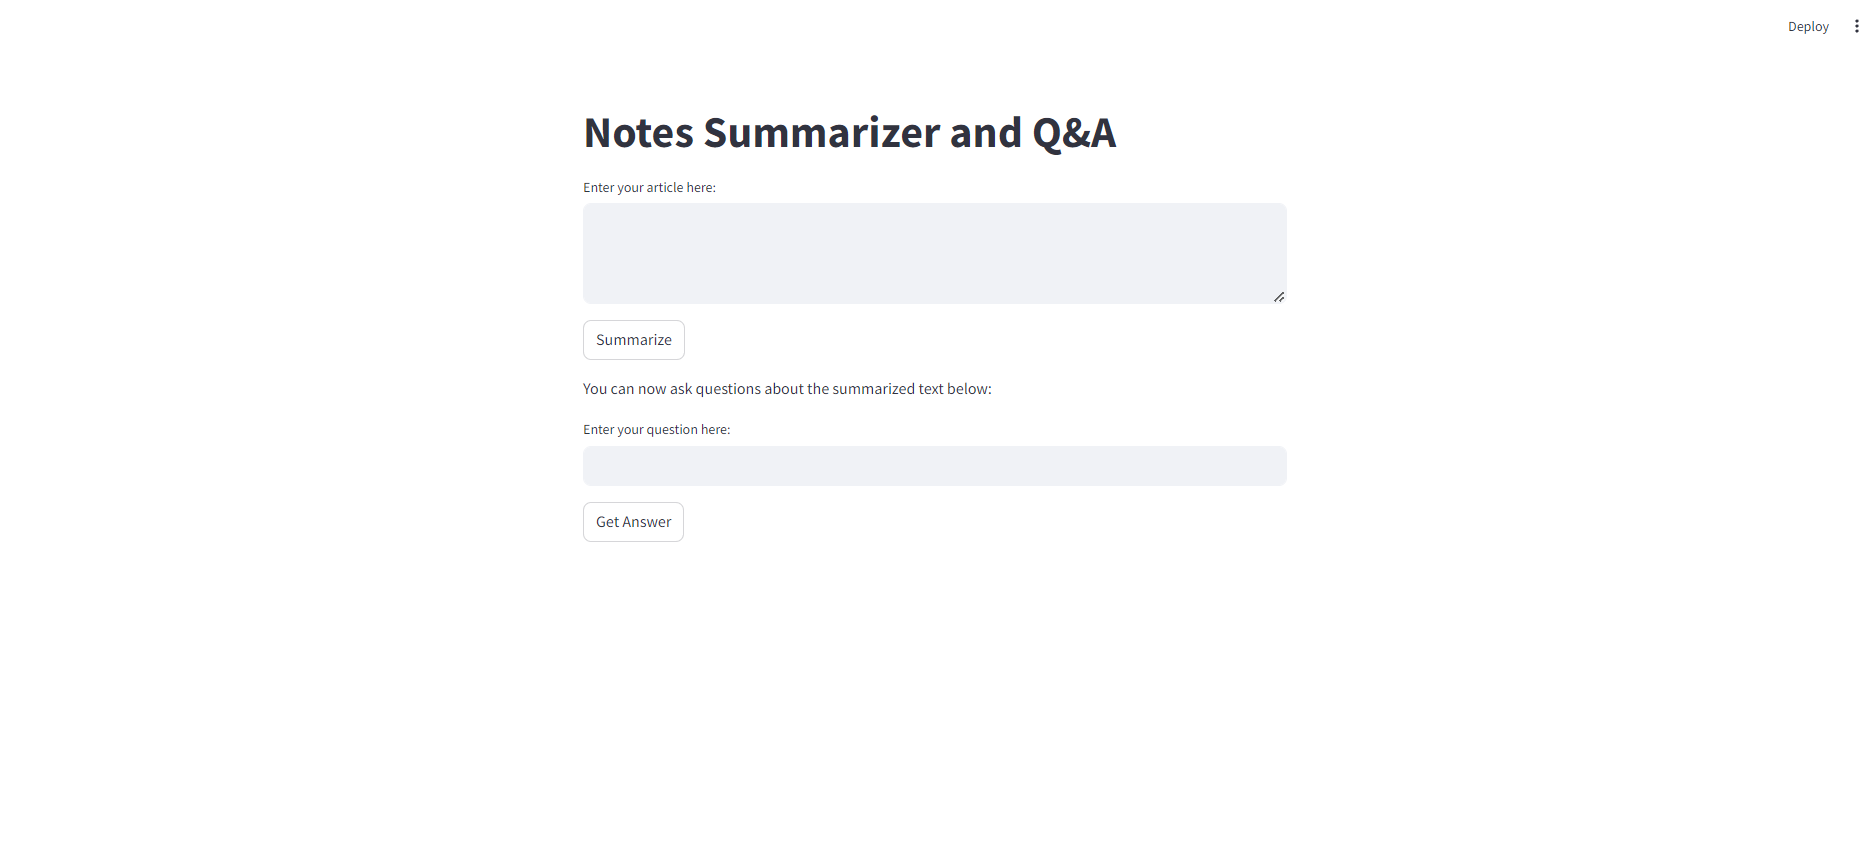 Deploy
Notes Summarizer and Q&A
Enter your article here:
Summarize
You can now ask questions about the summarized text below:
Enter your question here:
Get Answer